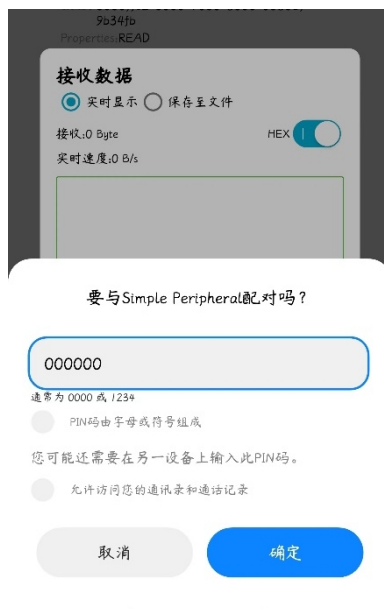 9b34fb
Properties:READ
接收数据
实时显示 保存至文件
接收:0 Byte HEX
实时速度:0 B/s
要与Simple Peripheral配对吗？
000000
通常为 0000 或 1234
PIN码由字母或符号组成
您可能还需要在另一设备上输入此PIN码。
允许访问您的通讯录和通话记录
取消 确定